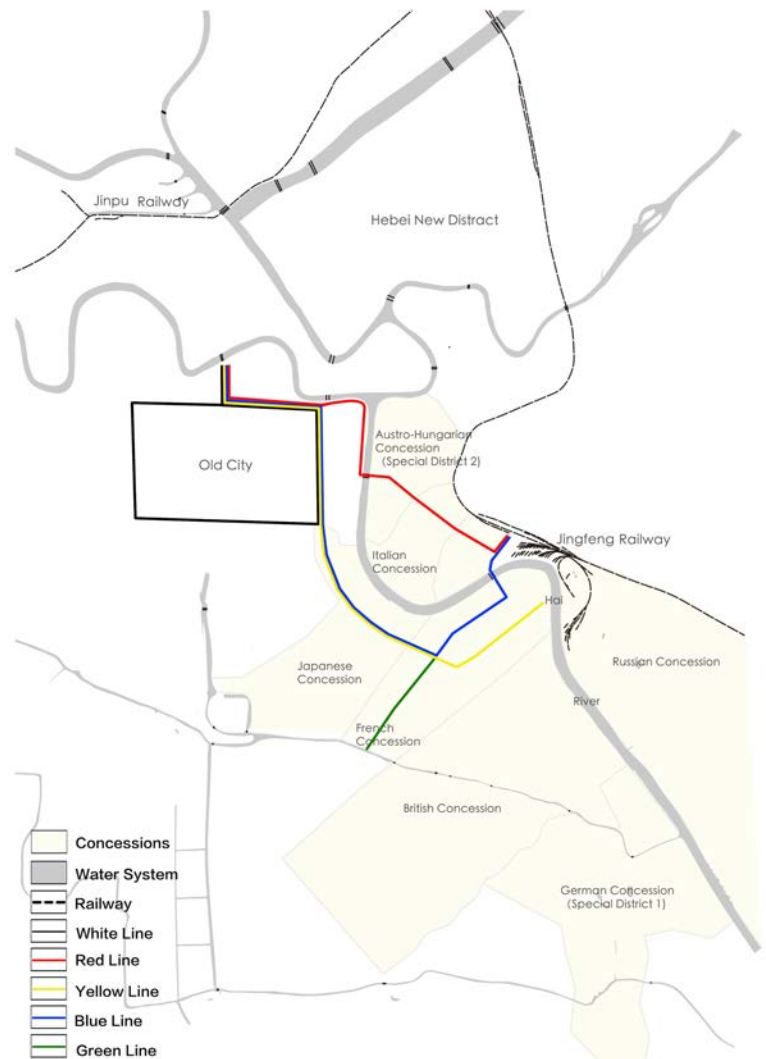 Jinpu Railway
Hebei New Distract
Austro-Hungarian
Concession
(Special District 2)
Old City
Jingfeng Railway
Italian
Concession
Hai
Japanese
Concession
Russian Concession
River
French
Concession
British Concession
German Concession
(Special District 1)
Concessions
Water System
Railway
White Line
Red Line
Yellow Line
Blue Line
Green Line